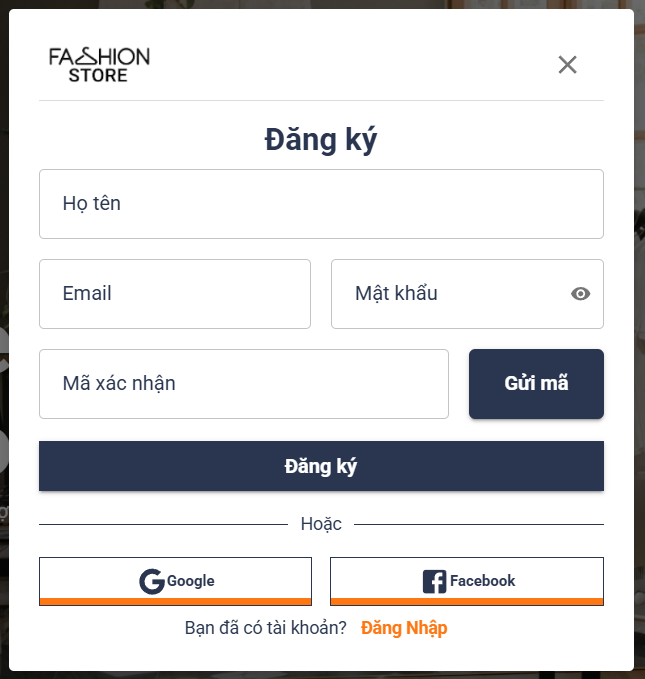 FASHION
STORE
Đăng ký
Họ tên
Email
Mật khẩu
Mã xác nhận
Gửi mã
Đăng ký
Hoặc
Google
Facebook
Bạn đã có tài khoản? Đăng Nhập